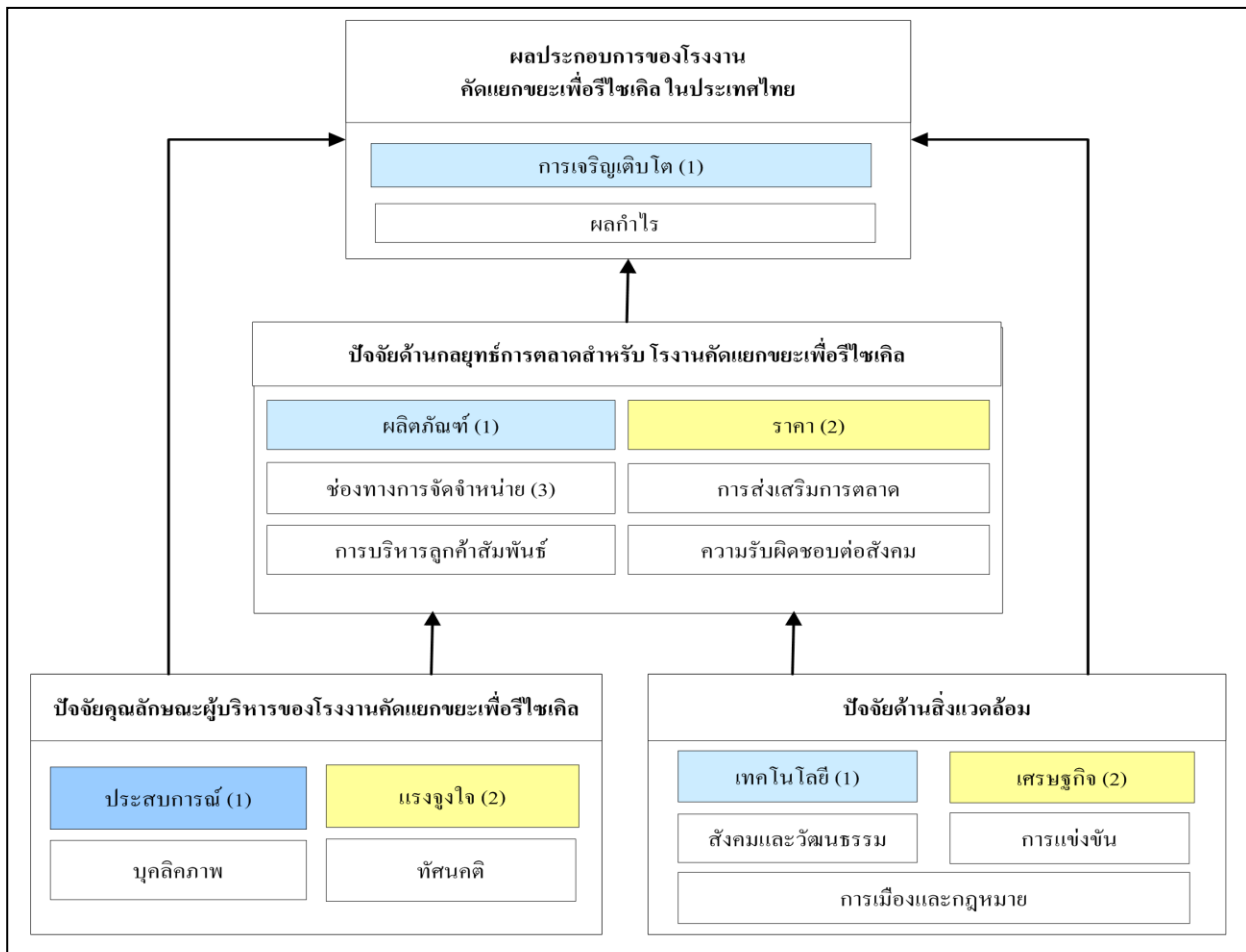 ผลประกอบการของโรงงาน
คัดแยกขยะเพื่อรีไซเคิล ในประเทศไทย
การเจริญเติบโต (1)
ผลกำไร
ปัจจัยด้านกลยุทธ์การตลาดสำหรับ โรงานคัดแยกขยะเพื่อรีไซเคิล
ผลิตภัณฑ์ (1)
ราคา (2)
ช่องทางการจัดจำหน่าย (3)
การส่งเสริมการตลาด
การบริหารลูกค้าสัมพันธ์
ความรับผิดชอบต่อสังคม
ปัจจัยคุณลักษณะผู้บริหารของโรงงานคัดแยกขยะเพื่อรีไซเคิล
ประสบการณ์ (1)
แรงจูงใจ (2)
บุคลิคภาพ
ทัศนคติ
ปัจจัยด้านสิ่งแวดล้อม
เทคโนโลยี (1)
เศรษฐกิจ (2)
สังคมและวัฒนธรรม
การแข่งขัน
การเมืองและกฎหมาย